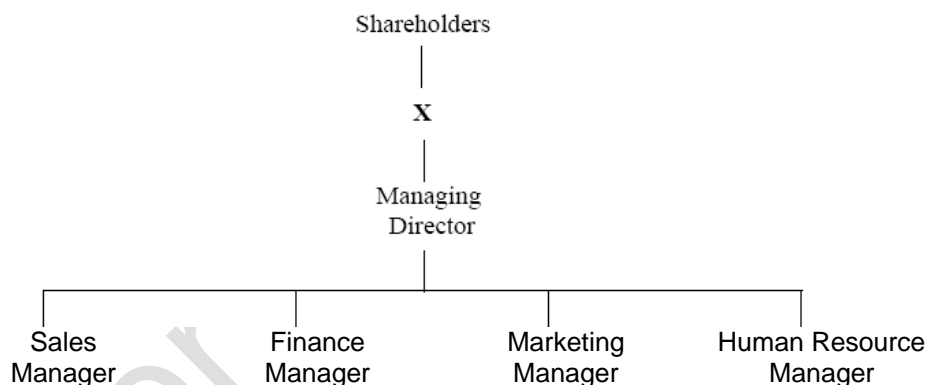 Shareholders
X
Managing
Director
Sales
Manager
Finance
Manager
Marketing
Manager
Human Resource
Manager